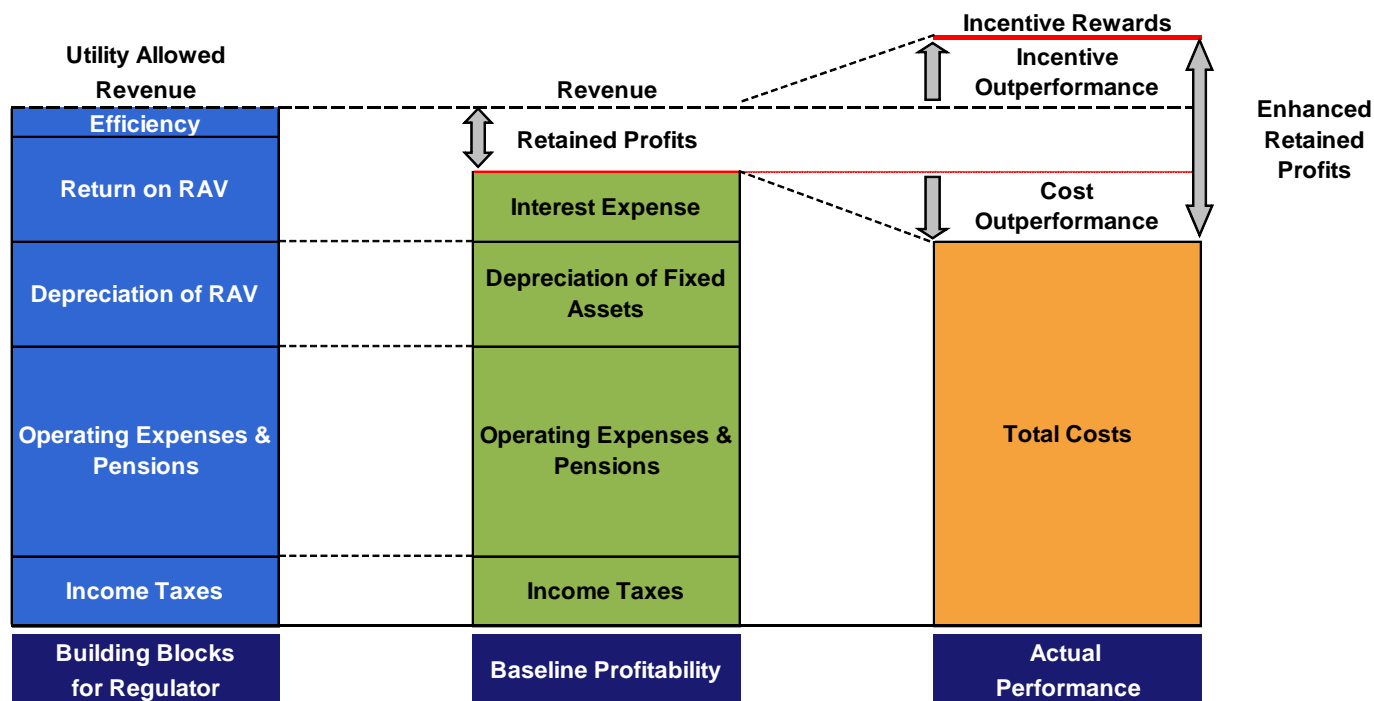 Utility Allowed
Revenue
Efficiency
Return on RAV
Depreciation of RAV
Operating Expenses &
Pensions
Income Taxes
Building Blocks
for Regulator
Revenue
Retained Profits
Interest Expense
Depreciation of Fixed
Assets
Operating Expenses &
Pensions
Income Taxes
Baseline Profitability
Incentive Rewards
Incentive
Outperformance
Cost
Outperformance
Total Costs
Actual
Performance
Enhanced
Retained
Profits